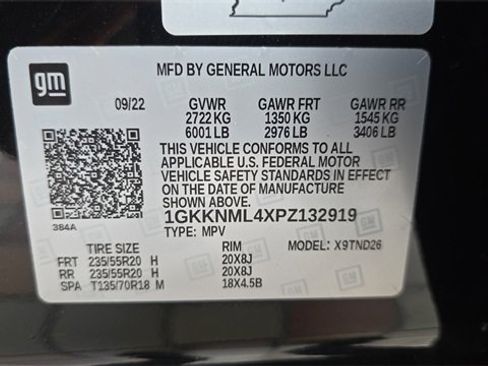 gm
MFD BY GENERAL MOTORS LLC
09/22 GVWR GAWR FRT GAWR RR
2722 KG 1350 KG 1545 KG
6001 LB 2976 LB 3406 LB
THIS VEHICLE CONFORMS TO ALL
APPLICABLE U.S. FEDERAL MOTOR
VEHICLE SAFETY STANDARDS IN EFFECT
ON THE DATE OF MANUFACTURE
SHOWN ABOVE.
384A 1GKKNML4XPZ132919
TYPE: MPV
TIRE SIZE RIM MODEL: X9TND26
FRT 235/55R20 H 20X8J
RR 235/55R20 H 20X8J
SPA T135/70R18 M 18X4.5B